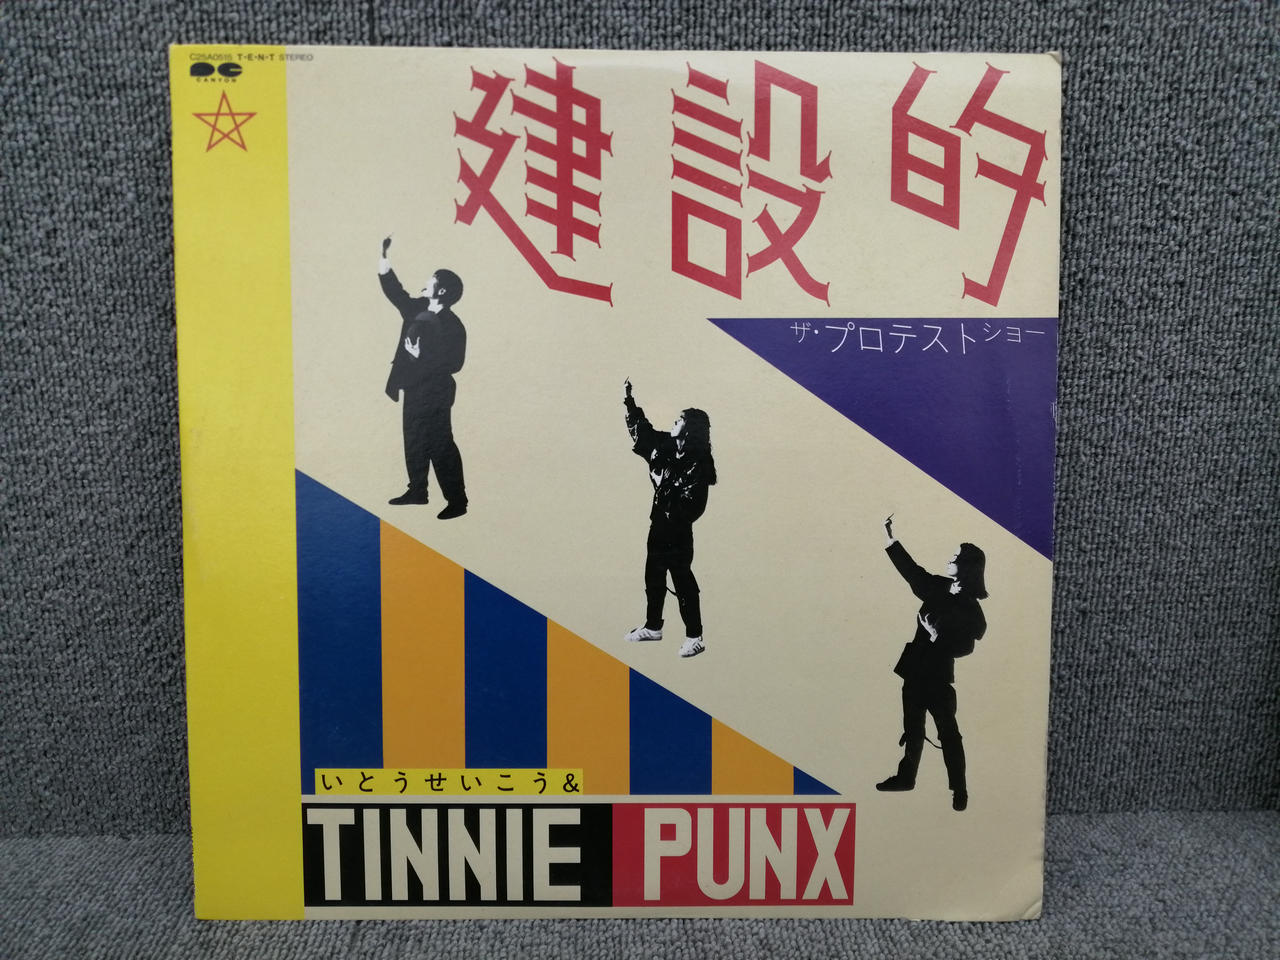 C25A0515 T・E・N・T STEREO
PC
CANYON
建設的
ザ・プロテストショー
いとうせいこう&
TINNIE PUNX